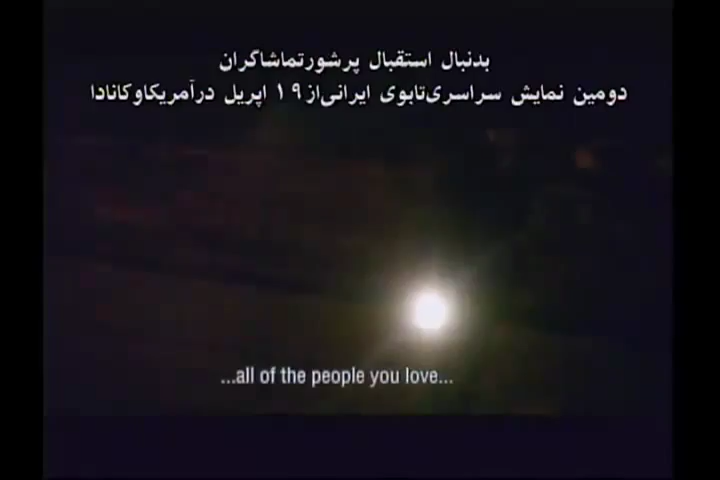 بدنبال استقبال پرشورتماشاگران
دومین نمایش سراسری‌تابوی ایرانی‌از۱۹ اپریل درآمریکاوکانادا
...all of the people you love...